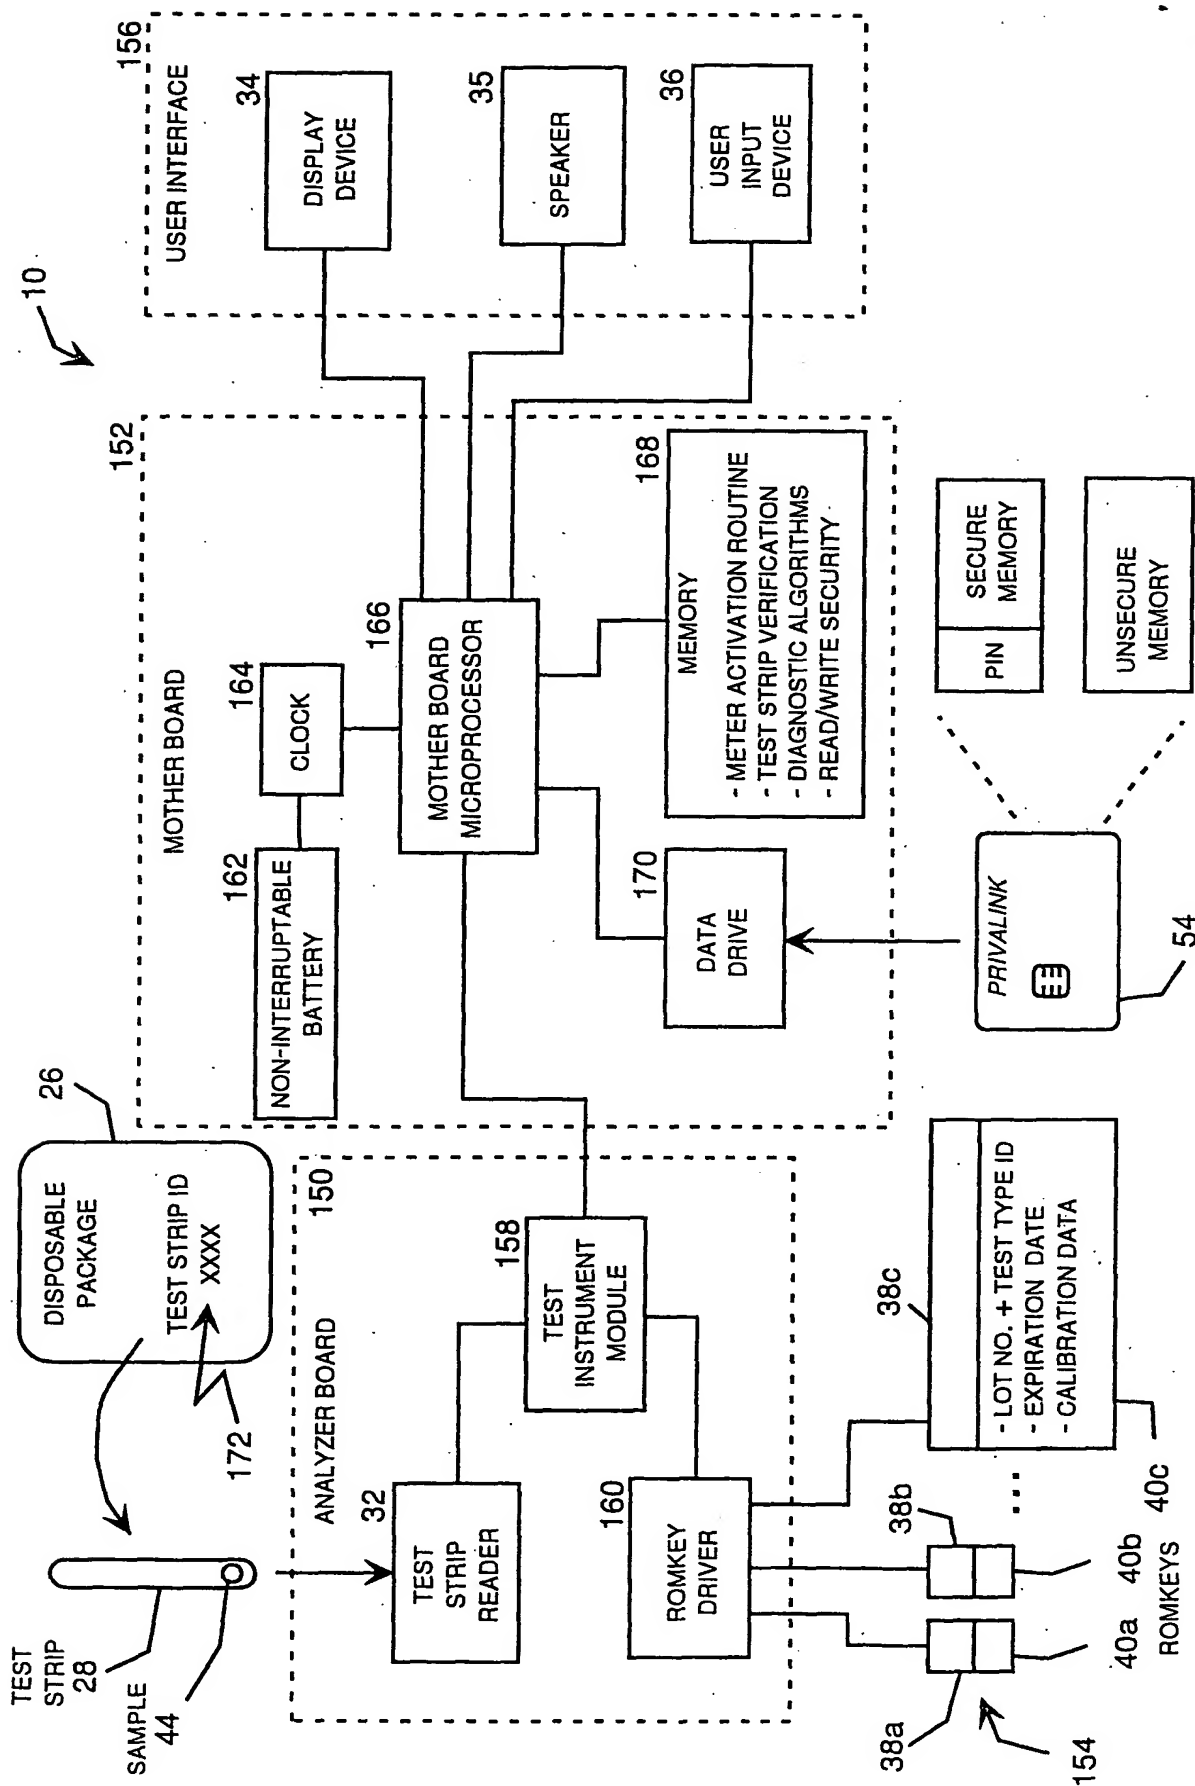 10
TEST
STRIP
28
SAMPLE
44
172
DISPOSABLE
PACKAGE
TEST STRIP ID
XXXX
26
ANALYZER BOARD
150
32
TEST
STRIP
READER
158
TEST
INSTRUMENT
MODULE
160
ROMKEY
DRIVER
MOTHER BOARD
152
162
NON-INTERRUPTABLE
BATTERY
164
CLOCK
166
MOTHER BOARD
MICROPROCESSOR
170
DATA
DRIVE
168
MEMORY
- METER ACTIVATION ROUTINE
- TEST STRIP VERIFICATION
- DIAGNOSTIC ALGORITHMS
- READ/WRITE SECURITY
156
USER INTERFACE
34
DISPLAY
DEVICE
35
SPEAKER
36
USER
INPUT
DEVICE
38a
38b
...
38c
- LOT NO. + TEST TYPE ID
- EXPIRATION DATE
- CALIBRATION DATA
154
40a
40b
40c
ROMKEYS
PRIVALINK
54
PIN
SECURE
MEMORY
UNSECURE
MEMORY